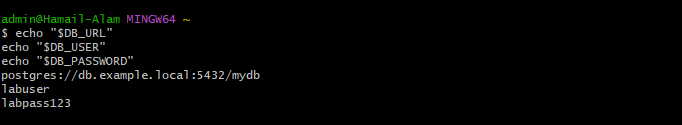 admin@Hamail-Alam MINGW64 ~
$ echo "$DB_URL"
echo "$DB_USER"
echo "$DB_PASSWORD"
postgres://db.example.local:5432/mydb
labuser
labpass123